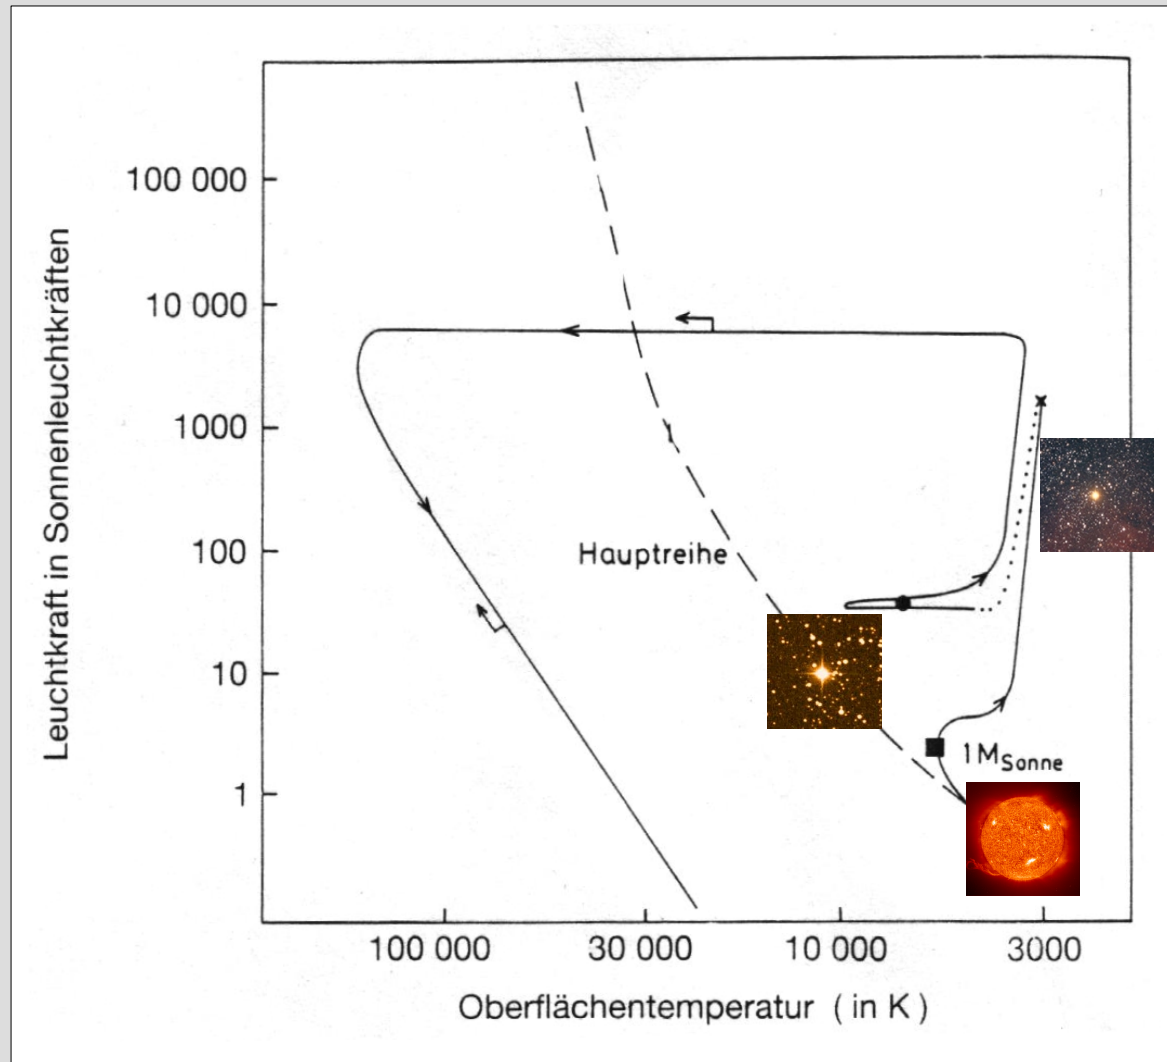 Leuchtkraft in Sonnenleuchtkräften
100 000
10 000
1000
100
10
1
Hauptreihe
1 M Sonne
100 000
30 000
10 000
3000
Oberflächentemperatur ( in K )